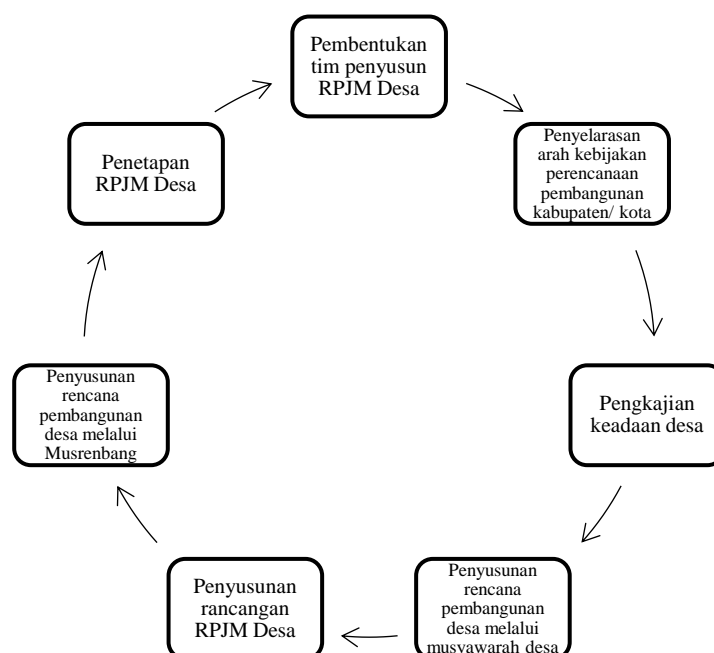 Pembentukan
tim penyusun
RPJM Desa
Penyelarasan
arah kebijakan
perencanaan
pembangunan
kabupaten/ kota
Pengkajian
keadaan desa
Penyusunan
rencana
pembangunan
desa melalui
musyawarah desa
Penyusunan
rancangan
RPJM Desa
Penyusunan
rencana
pembangunan
desa melalui
Musrenbang
Penetapan
RPJM Desa